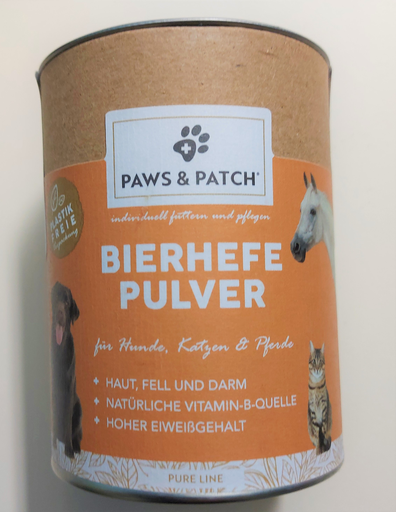 PAWS & PATCH®
individuell füttern und pflegen
PLASTIK
FREIE
BIERHEFE
PULVER
für Hunde, Katzen & Pferde
+ HAUT, FELL UND DARM
+ NATÜRLICHE VITAMIN-B-QUELLE
+ HOHER EIWEIẞGEHALT
PURE LINE